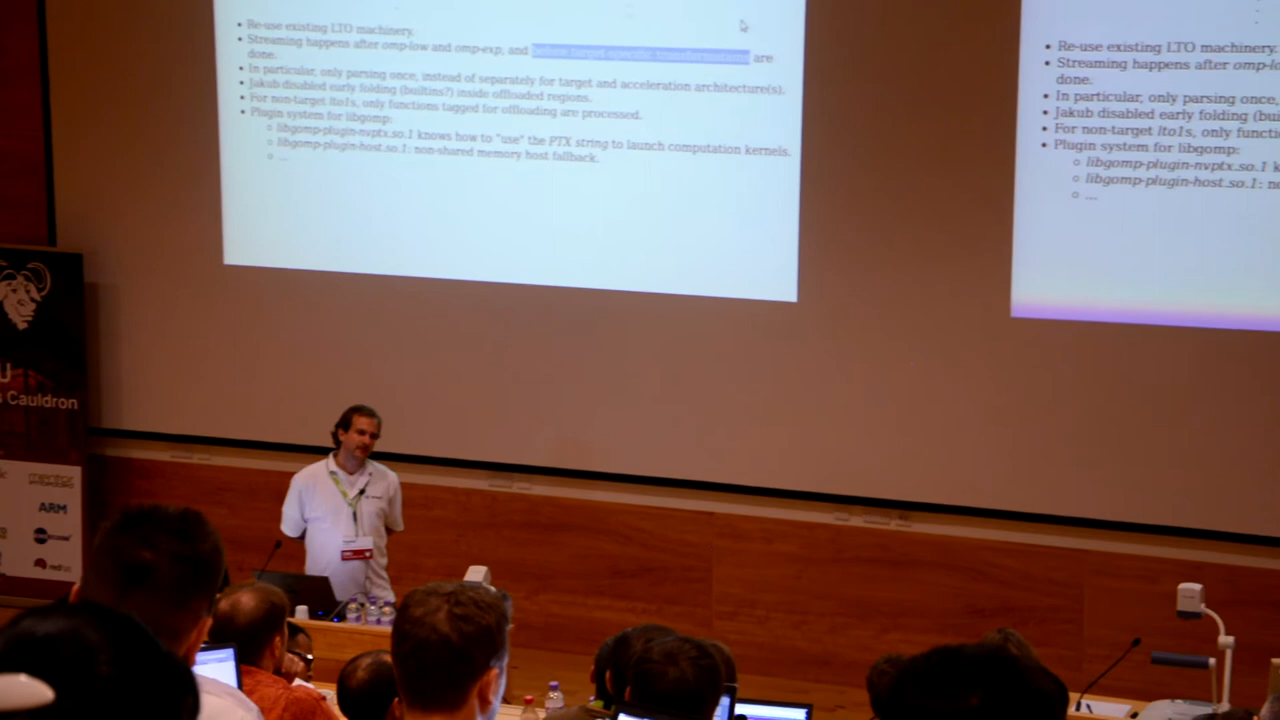 • Re-use existing LTO machinery.
• Streaming happens after omp-low and omp-exp, and before target-specific transformations are
done.
• In particular, only parsing once, instead of separately for target and acceleration architecture(s).
• Jakub disabled early folding (builtins?) inside offloaded regions.
• For non-target lto1s, only functions tagged for offloading are processed.
• Plugin system for libgomp:
◦ libgomp-plugin-nvptx.so.1 knows how to "use" the PTX string to launch computation kernels.
◦ libgomp-plugin-host.so.1: non-shared memory host fallback.
◦ ...
• Re-use existing LTO machinery.
• Streaming happens after omp-lo
done.
• In particular, only parsing once,
• Jakub disabled early folding (bui
• For non-target lto1s, only functi
• Plugin system for libgomp:
◦ libgomp-plugin-nvptx.so.1 k
◦ libgomp-plugin-host.so.1: no
◦ ...
U
s Cauldron
mentor
ARM
red